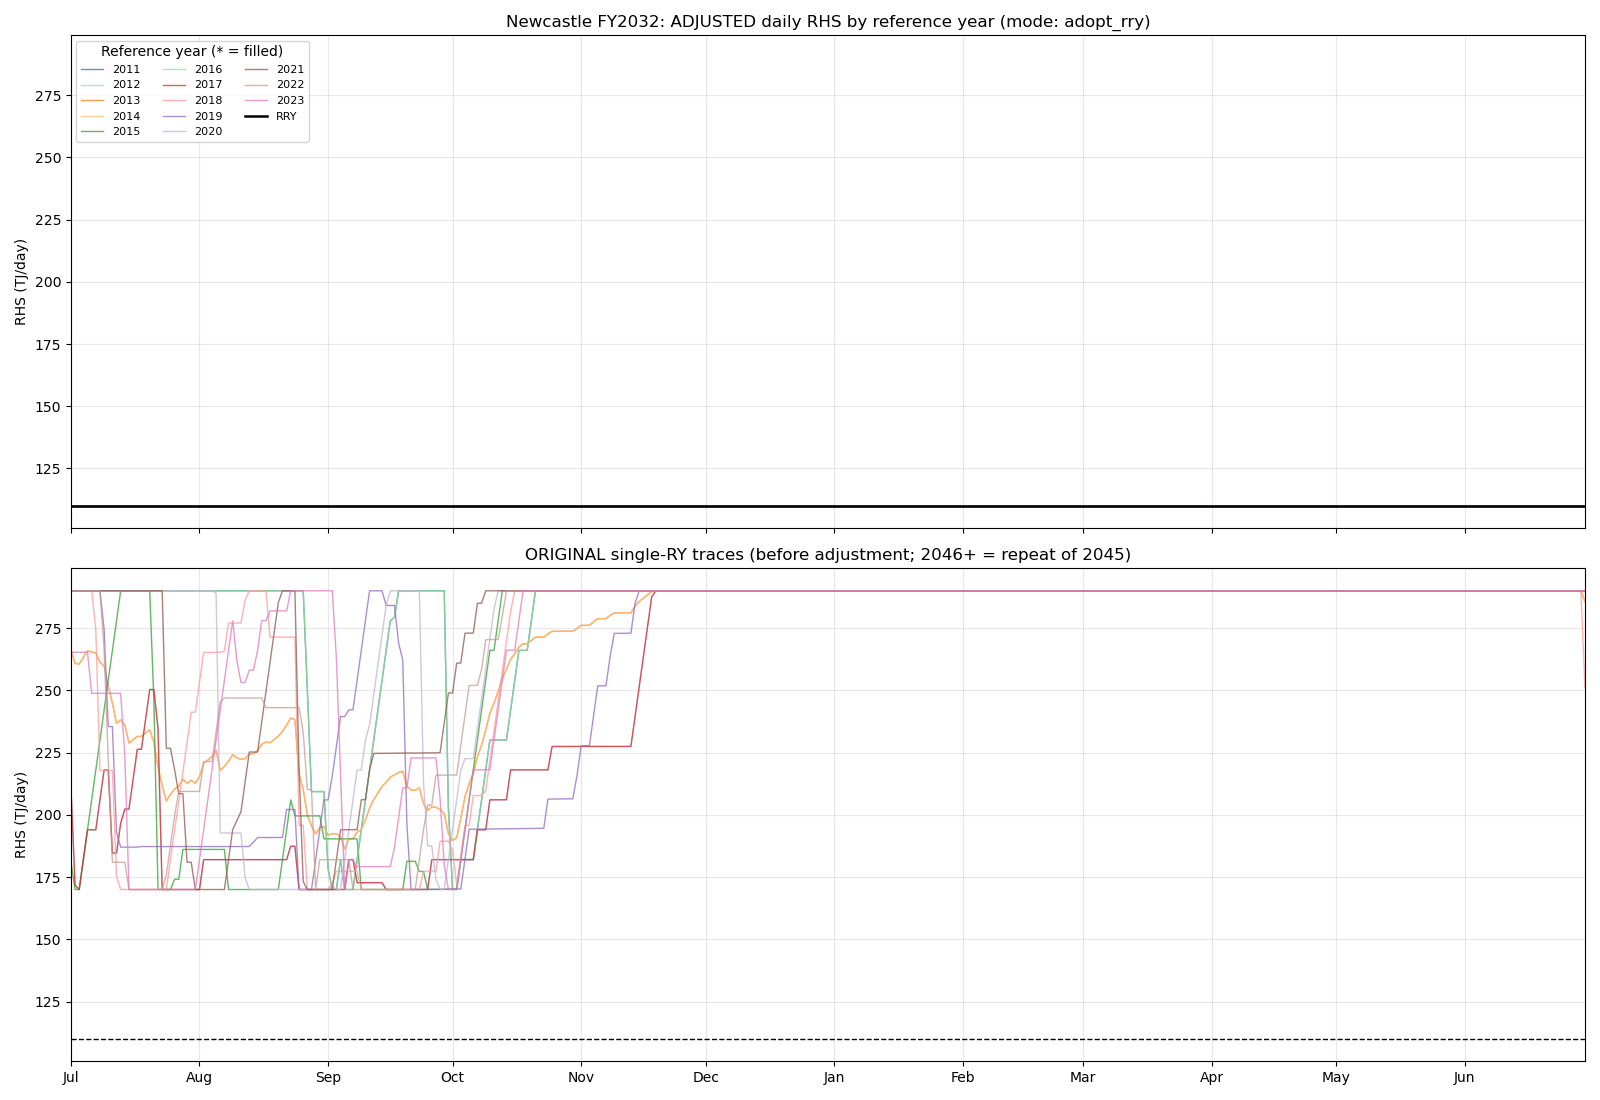 Newcastle FY2032: ADJUSTED daily RHS by reference year (mode: adopt_rry)
Reference year (* = filled)
2011 2016 2021
2012 2017 2022
2013 2018 2023
2014 2019 RRY
2015 2020
275
250
225
200
175
150
125
RHS (TJ/day)
ORIGINAL single-RY traces (before adjustment; 2046+ = repeat of 2045)
275
250
225
200
175
150
125
RHS (TJ/day)
Jul Aug Sep Oct Nov Dec Jan Feb Mar Apr May Jun